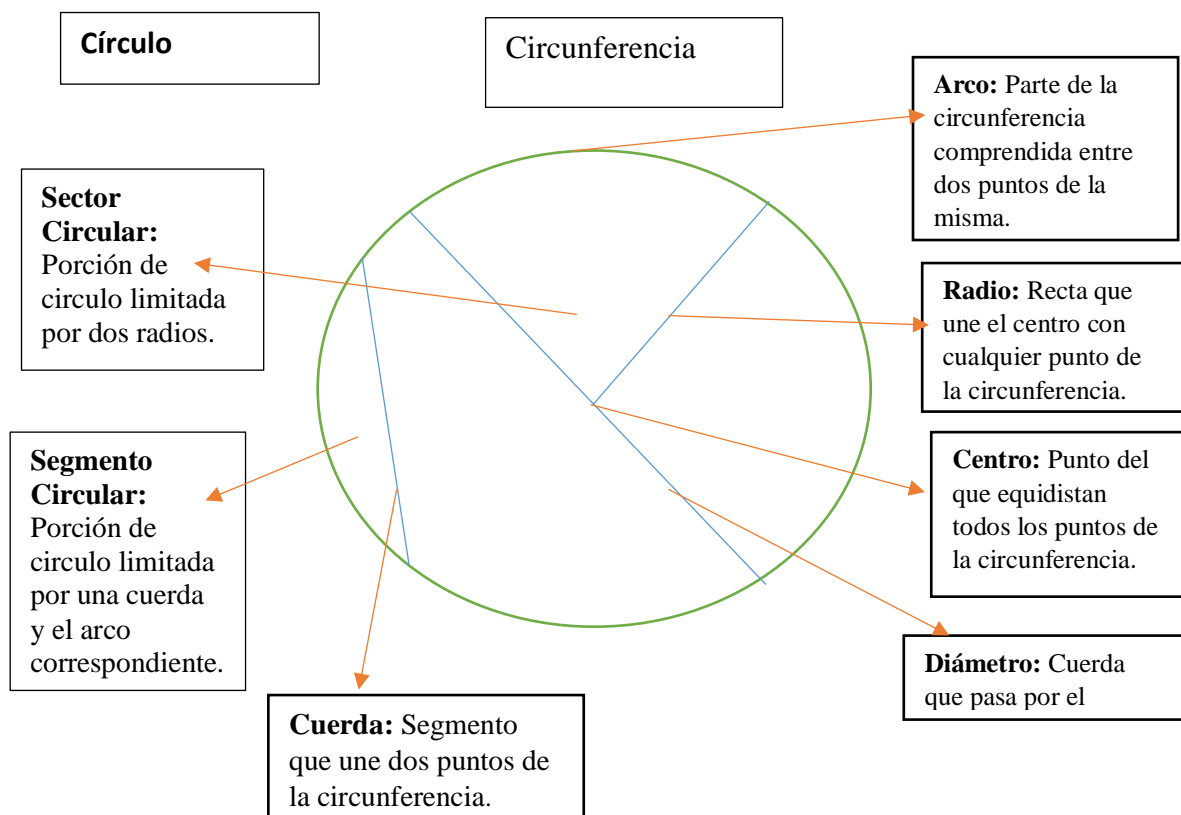 Círculo
Circunferencia
Arco: Parte de la
circunferencia
comprendida entre
dos puntos de la
misma.
Sector
Circular:
Porción de
circulo limitada
por dos radios.
Radio: Recta que
une el centro con
cualquier punto de
la circunferencia.
Segmento
Circular:
Porción de
circulo limitada
por una cuerda
y el arco
correspondiente.
Centro: Punto del
que equidistan
todos los puntos de
la circunferencia.
Diámetro: Cuerda
que pasa por el
Cuerda: Segmento
que une dos puntos de
la circunferencia.